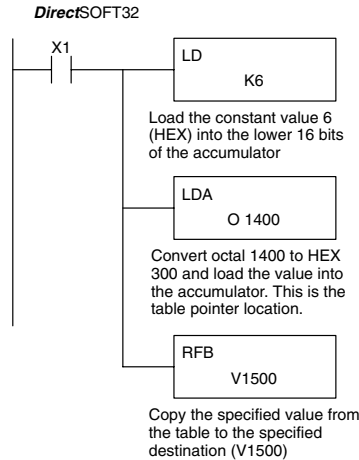 DirectSOFT32
X1
LD
K6
Load the constant value 6
(HEX) into the lower 16 bits
of the accumulator
LDA
O 1400
Convert octal 1400 to HEX
300 and load the value into
the accumulator. This is the
table pointer location.
RFB
V1500
Copy the specified value from
the table to the specified
destination (V1500)